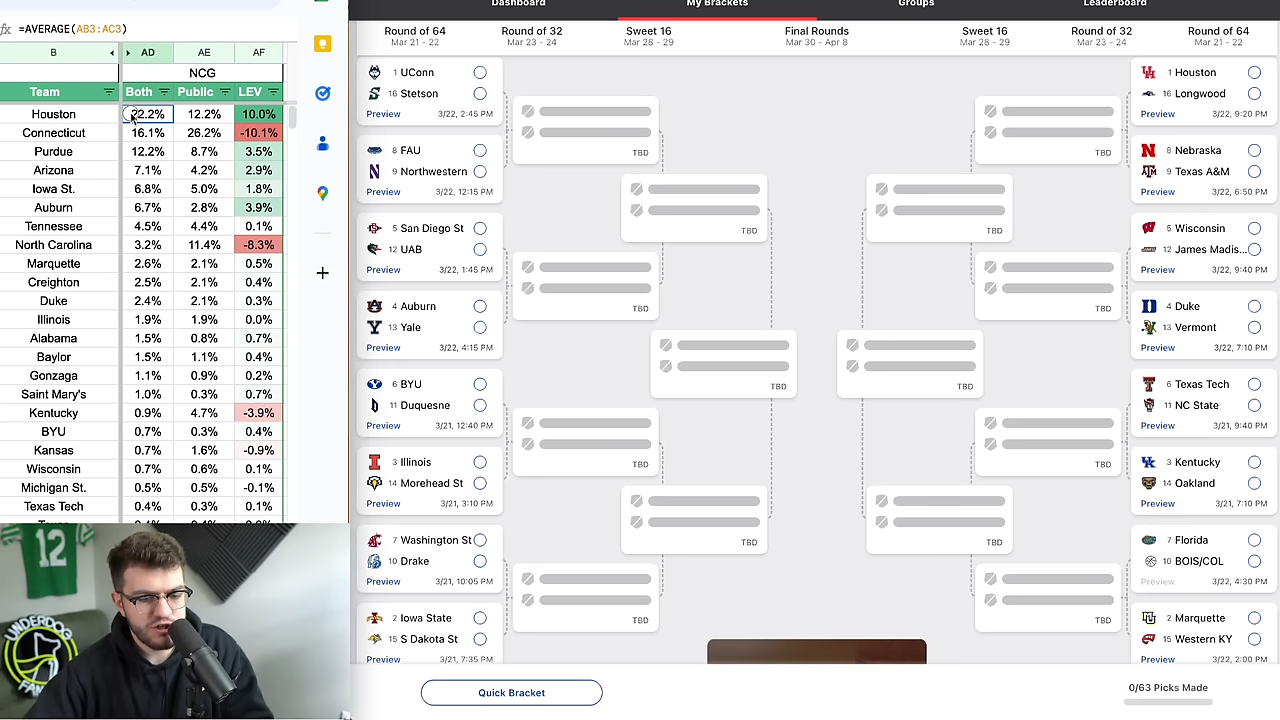 =AVERAGE(AB3:AC3)
B AD AE AF
NCG
Team Both Public LEV
Houston 22.2% 12.2% 10.0%
Connecticut 16.1% 26.2% -10.1%
Purdue 12.2% 8.7% 3.5%
Arizona 7.1% 4.2% 2.9%
Iowa St. 6.8% 5.0% 1.8%
Auburn 6.7% 2.8% 3.9%
Tennessee 4.5% 4.4% 0.1%
North Carolina 3.2% 11.4% -8.3%
Marquette 2.6% 2.1% 0.5%
Creighton 2.5% 2.1% 0.4%
Duke 2.4% 2.1% 0.3%
Illinois 1.9% 1.9% 0.0%
Alabama 1.5% 0.8% 0.7%
Baylor 1.5% 1.1% 0.4%
Gonzaga 1.1% 0.9% 0.2%
Saint Mary's 1.0% 0.3% 0.7%
Kentucky 0.9% 4.7% -3.9%
BYU 0.7% 0.3% 0.4%
Kansas 0.7% 1.6% -0.9%
Wisconsin 0.7% 0.6% 0.1%
Michigan St. 0.5% 0.5% -0.1%
Texas Tech 0.4% 0.3% 0.1%
12
UNDERDOG
Dashboard My Brackets Groups Leaderboard
Round of 64 Round of 32 Sweet 16 Final Rounds Sweet 16 Round of 32 Round of 64
Mar 21 - 22 Mar 23 - 24 Mar 28 - 29 Mar 30 - Apr 8 Mar 28 - 29 Mar 23 - 24 Mar 21 - 22
1 UConn
16 Stetson
Preview 3/22, 2:45 PM
8 FAU
9 Northwestern
Preview 3/22, 12:15 PM
5 San Diego St
12 UAB
Preview 3/22, 1:45 PM
4 Auburn
13 Yale
Preview 3/22, 4:15 PM
6 BYU
11 Duquesne
Preview 3/21, 12:40 PM
3 Illinois
14 Morehead St
Preview 3/21, 3:10 PM
7 Washington St
10 Drake
Preview 3/21, 10:05 PM
2 Iowa State
15 S Dakota St
Preview 3/21, 7:35 PM
TBD
TBD
TBD
TBD
TBD
TBD
TBD
TBD
TBD
TBD
TBD
TBD
TBD
TBD
1 Houston
16 Longwood
Preview 3/22, 9:20 PM
8 Nebraska
9 Texas A&M
Preview 3/22, 6:50 PM
5 Wisconsin
12 James Madis...
Preview 3/22, 9:40 PM
4 Duke
13 Vermont
Preview 3/22, 7:10 PM
6 Texas Tech
11 NC State
Preview 3/21, 9:40 PM
3 Kentucky
14 Oakland
Preview 3/21, 7:10 PM
7 Florida
10 BOIS/COL
Preview 3/22, 4:30 PM
2 Marquette
15 Western KY
Preview 3/22, 2:00 PM
Quick Bracket
0/63 Picks Made